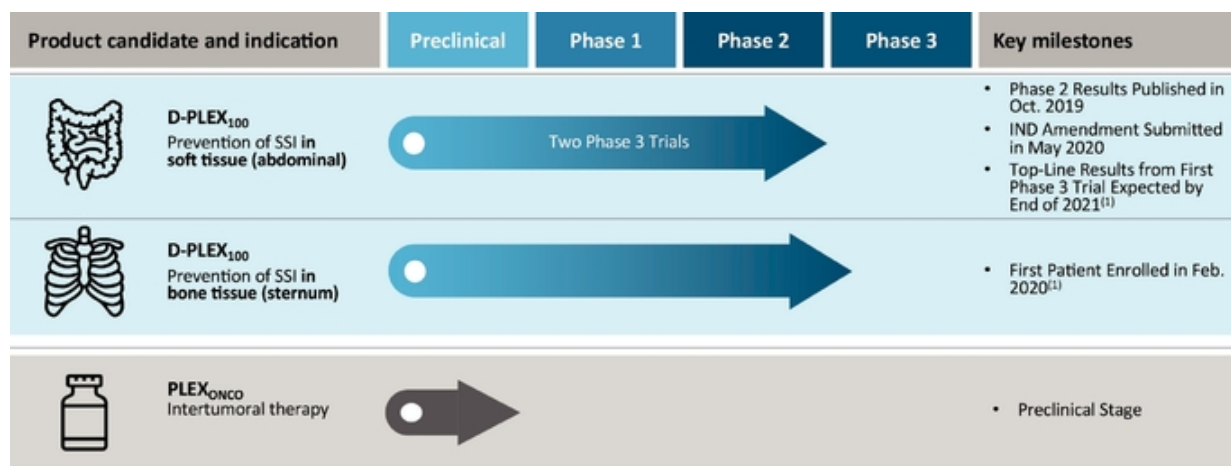 Product candidate and indication
Preclinical
Phase 1
Phase 2
Phase 3
Key milestones
D-PLEX100
Prevention of SSI in
soft tissue (abdominal)
Two Phase 3 Trials
• Phase 2 Results Published in
Oct. 2019
• IND Amendment Submitted
in May 2020
• Top-Line Results from First
Phase 3 Trial Expected by
End of 2021(1)
D-PLEX100
Prevention of SSI in
bone tissue (sternum)
• First Patient Enrolled in Feb.
2020(1)
PLEXONCO
Intertumoral therapy
• Preclinical Stage